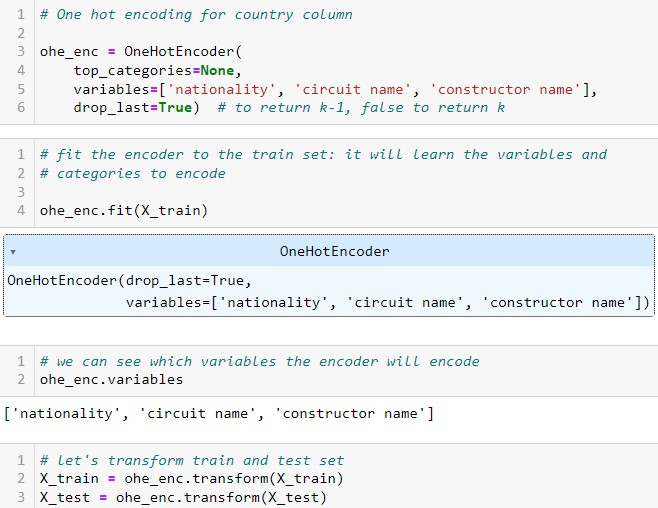 1 # One hot encoding for country column
2
3 ohe_enc = OneHotEncoder(
4     top_categories=None,
5     variables=['nationality', 'circuit name', 'constructor name'],
6     drop_last=True)  # to return k-1, false to return k
1 # fit the encoder to the train set: it will learn the variables and
2 # categories to encode
3
4 ohe_enc.fit(X_train)
▾ OneHotEncoder
OneHotEncoder(drop_last=True,
              variables=['nationality', 'circuit name', 'constructor name'])
1 # we can see which variables the encoder will encode
2 ohe_enc.variables
['nationality', 'circuit name', 'constructor name']
1 # let's transform train and test set
2 X_train = ohe_enc.transform(X_train)
3 X_test = ohe_enc.transform(X_test)